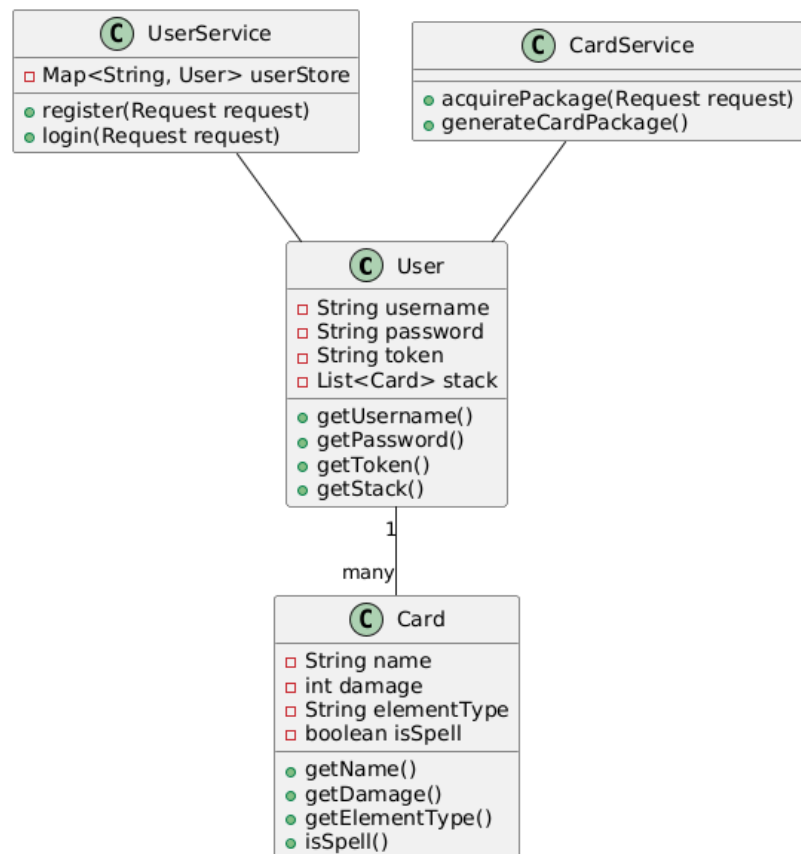 C UserService
Map<String, User> userStore
register(Request request)
login(Request request)
C CardService
acquirePackage(Request request)
generateCardPackage()
C User
String username
String password
String token
List<Card> stack
getUsername()
getPassword()
getToken()
getStack()
1
many
C Card
String name
int damage
String elementType
boolean isSpell
getName()
getDamage()
getElementType()
isSpell()